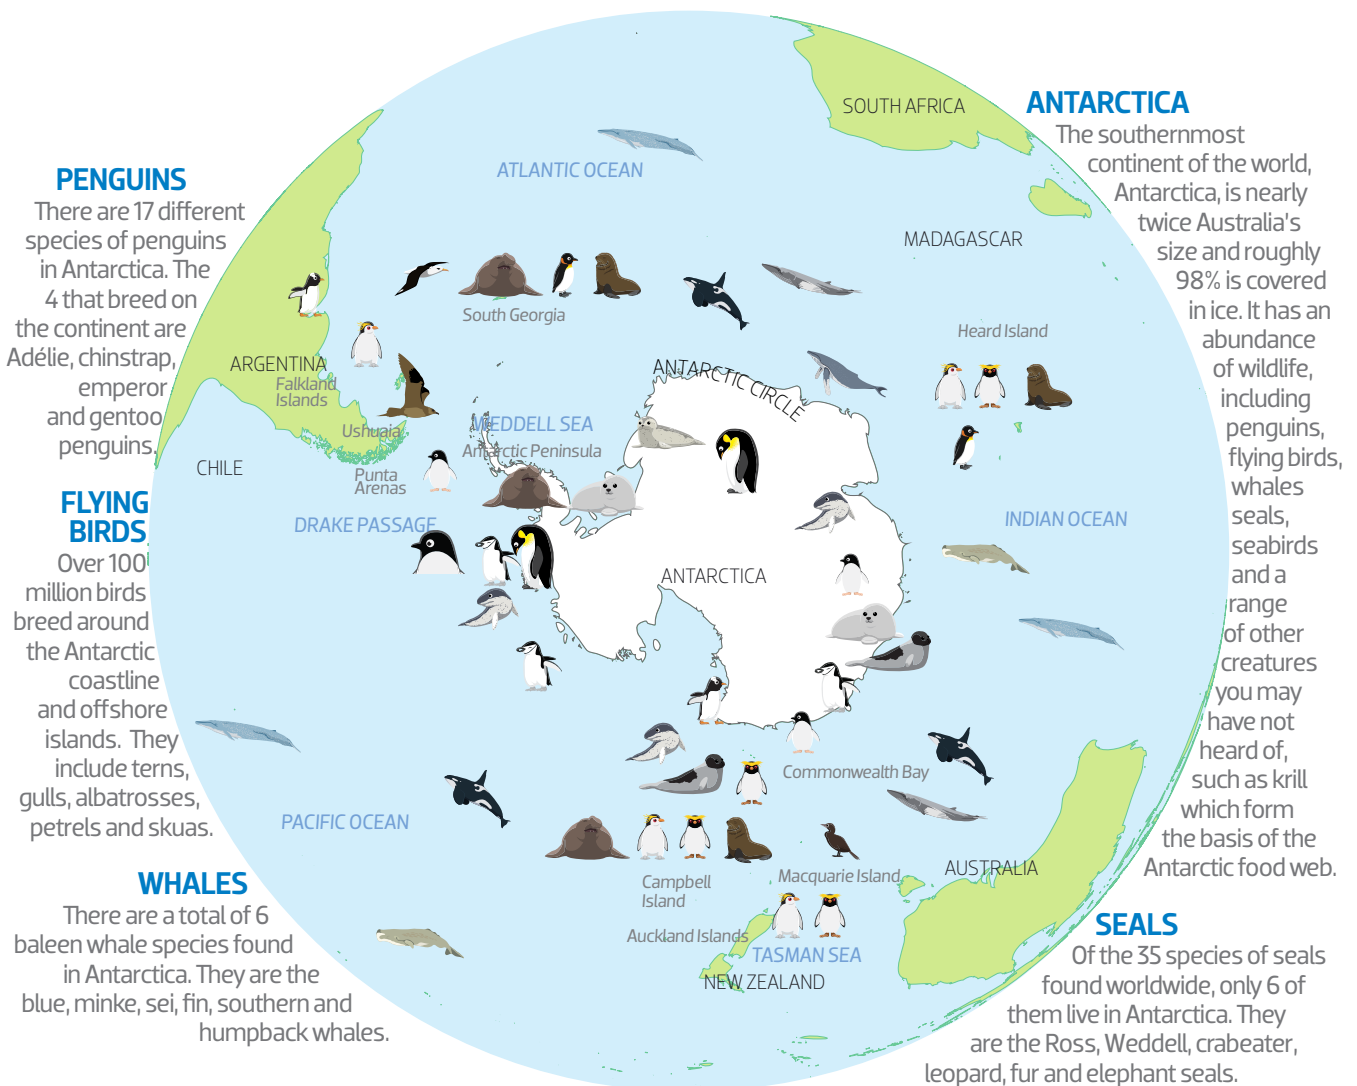 PENGUINS
There are 17 different
species of penguins
in Antarctica. The
4 that breed on
the continent are
Adélie, chinstrap,
emperor
and gentoo
penguins.
FLYING
BIRDS
Over 100
million birds
breed around
the Antarctic
coastline
and offshore
islands. They
include terns,
gulls, albatrosses,
petrels and skuas.
WHALES
There are a total of 6
baleen whale species found
in Antarctica. They are the
blue, minke, sei, fin, southern and
humpback whales.
SOUTH AFRICA
ATLANTIC OCEAN
MADAGASCAR
South Georgia
Heard Island
ARGENTINA
Falkland
Islands
ANTARCTIC CIRCLE
Ushuaia
WEDDELL SEA
Antarctic Peninsula
CHILE
Punta
Arenas
DRAKE PASSAGE
INDIAN OCEAN
ANTARCTICA
Commonwealth Bay
PACIFIC OCEAN
Campbell
Island
Macquarie Island
AUSTRALIA
Auckland Islands
TASMAN SEA
NEW ZEALAND
ANTARCTICA
The southernmost
continent of the world,
Antarctica, is nearly
twice Australia's
size and roughly
98% is covered
in ice. It has an
abundance
of wildlife,
including
penguins,
flying birds,
whales
seals,
seabirds
and a
range
of other
creatures
you may
have not
heard of,
such as krill
which form
the basis of the
Antarctic food web.
SEALS
Of the 35 species of seals
found worldwide, only 6 of
them live in Antarctica. They
are the Ross, Weddell, crabeater,
leopard, fur and elephant seals.